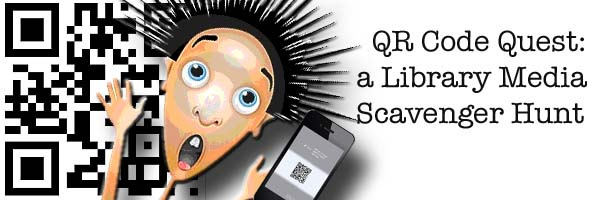 QR Code Quest:
a Library Media
Scavenger Hunt